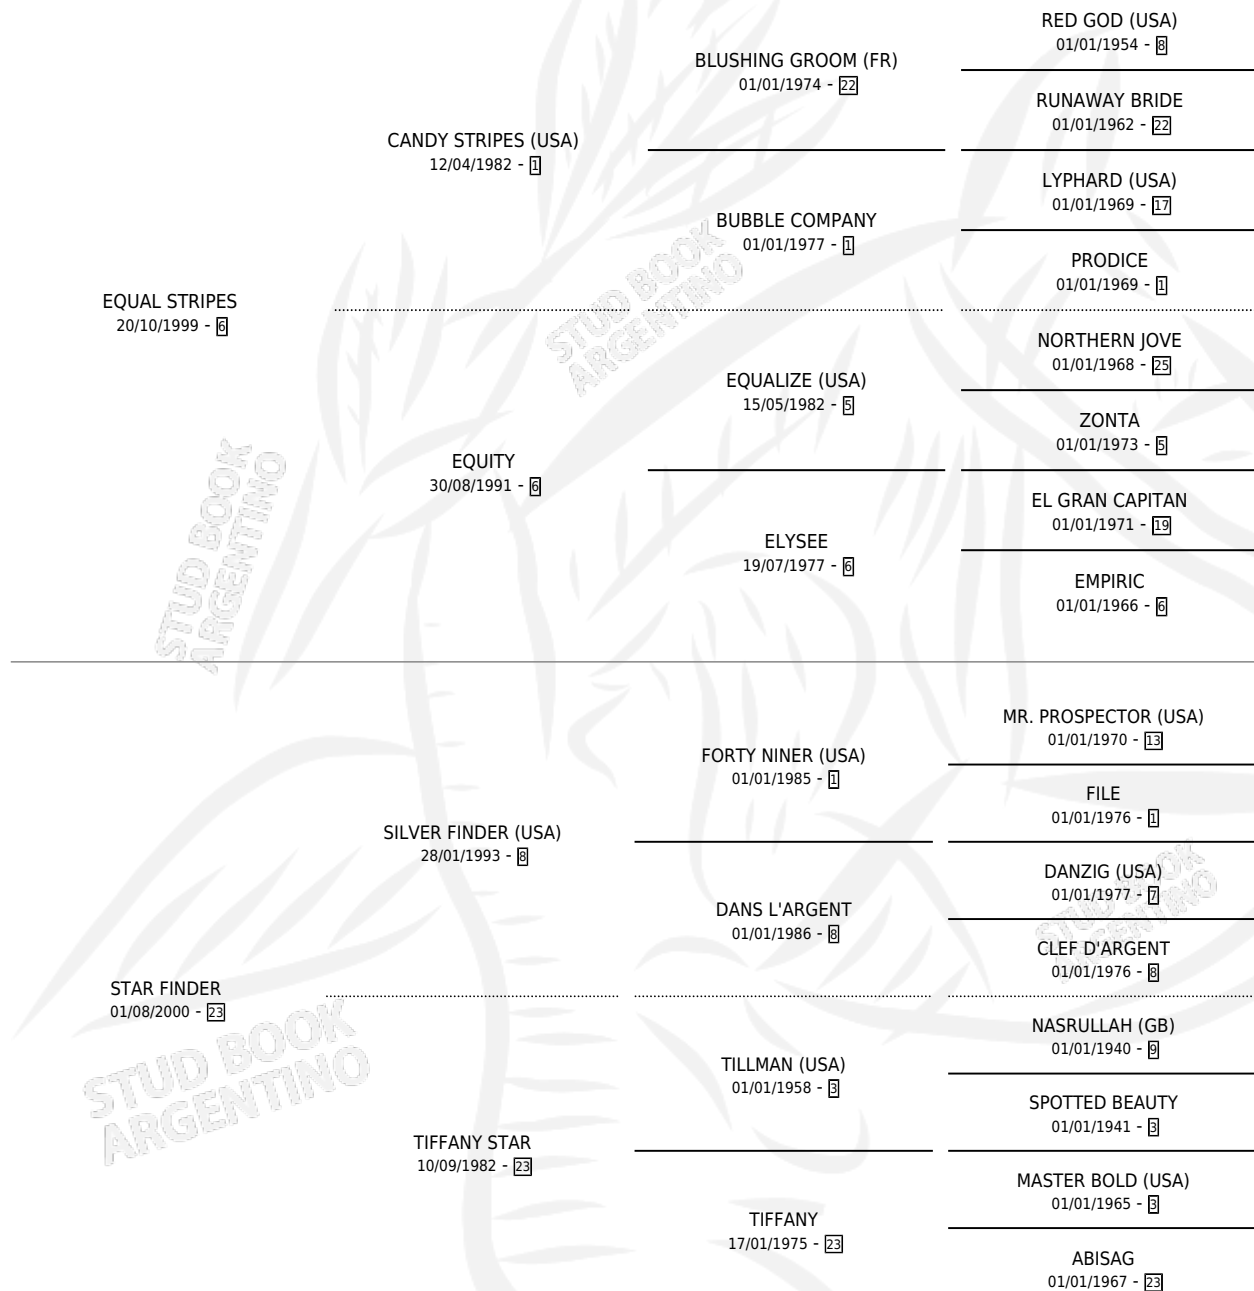 RED GOD (USA)
01/01/1954 - 8
BLUSHING GROOM (FR)
01/01/1974 - 22
RUNAWAY BRIDE
01/01/1962 - 22
CANDY STRIPES (USA)
12/04/1982 - 1
LYPHARD (USA)
01/01/1969 - 17
BUBBLE COMPANY
01/01/1977 - 1
PRODICE
01/01/1969 - 1
EQUAL STRIPES
20/10/1999 - 6
STUD BOOK
ARGENTINO
NORTHERN JOVE
01/01/1968 - 25
EQUALIZE (USA)
15/05/1982 - 5
ZONTA
01/01/1973 - 5
EQUITY
30/08/1991 - 6
EL GRAN CAPITAN
01/01/1971 - 19
ELYSEE
19/07/1977 - 6
EMPIRIC
01/01/1966 - 6
STUD BOOK
ARGENTINO
MR. PROSPECTOR (USA)
01/01/1970 - 13
FORTY NINER (USA)
01/01/1985 - 1
FILE
01/01/1976 - 1
SILVER FINDER (USA)
28/01/1993 - 8
DANZIG (USA)
01/01/1977 - 7
DANS L'ARGENT
01/01/1986 - 8
CLEF D'ARGENT
01/01/1976 - 8
STUD BOOK
ARGENTINO
STAR FINDER
01/08/2000 - 23
NASRULLAH (GB)
01/01/1940 - 9
TILLMAN (USA)
01/01/1958 - 3
SPOTTED BEAUTY
01/01/1941 - 3
STUD BOOK
ARGENTINO
TIFFANY STAR
10/09/1982 - 23
MASTER BOLD (USA)
01/01/1965 - 3
TIFFANY
17/01/1975 - 23
ABISAG
01/01/1967 - 23